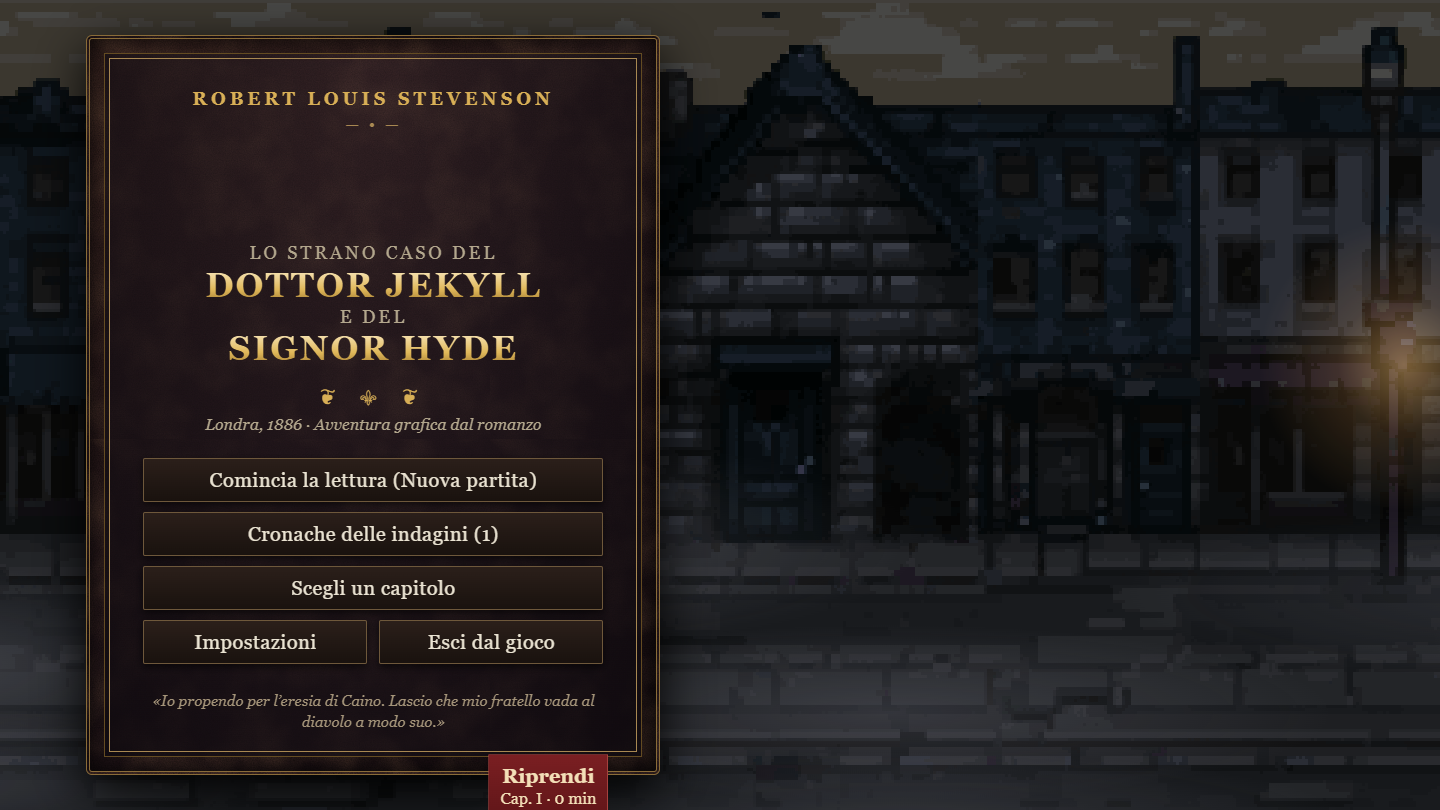 ROBERT LOUIS STEVENSON
LO STRANO CASO DEL
DOTTOR JEKYLL
E DEL
SIGNOR HYDE
Londra, 1886 · Avventura grafica dal romanzo
Comincia la lettura (Nuova partita)
Cronache delle indagini (1)
Scegli un capitolo
Impostazioni
Esci dal gioco
«Io propendo per l'eresia di Caino. Lascio che mio fratello vada al
diavolo a modo suo.»
Riprendi
Cap. I · 0 min